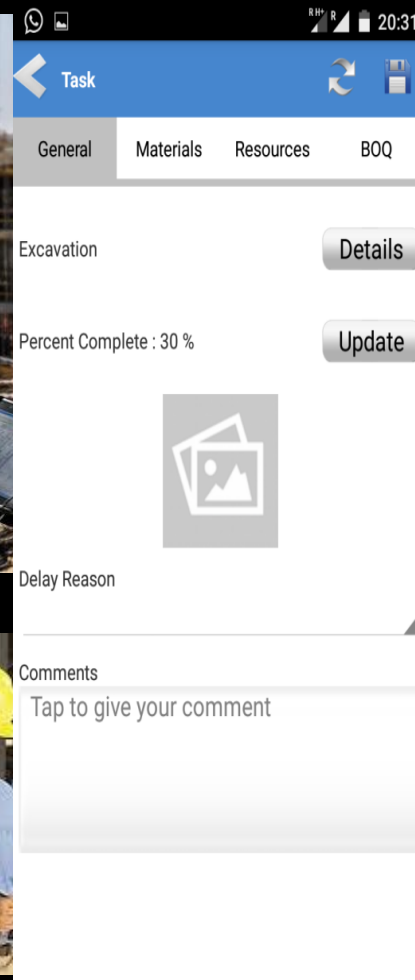 R H+ R 20:31
Task
General Materials Resources BOQ
Excavation Details
Percent Complete : 30 % Update
Delay Reason
Comments
Tap to give your comment